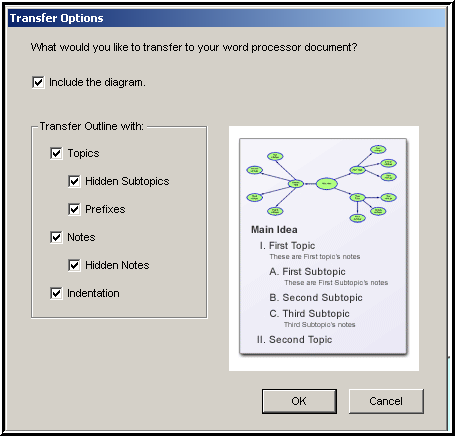 Transfer Options
What would you like to transfer to your word processor document?
Include the diagram.
Transfer Outline with:
Topics
Hidden Subtopics
Prefixes
Notes
Hidden Notes
Indentation
Main Idea
I. First Topic
These are First topic's notes
A. First Subtopic
These are First Subtopic's notes
B. Second Subtopic
C. Third Subtopic
Third Subtopic's notes
II. Second Topic
OK
Cancel